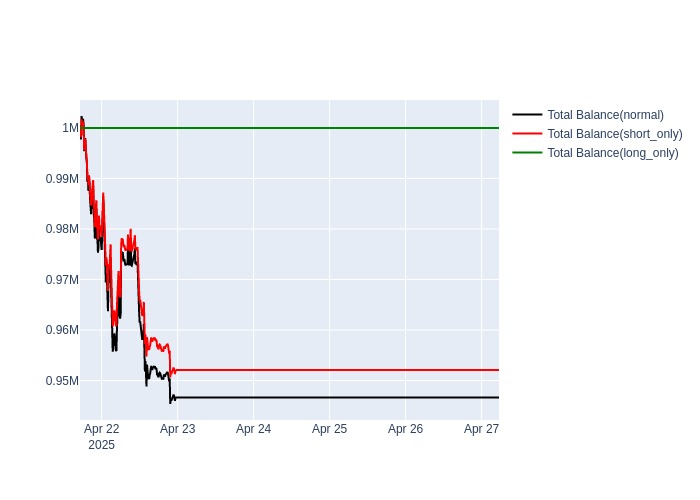 1M
0.99M
0.98M
0.97M
0.96M
0.95M
Apr 22
2025
Apr 23
Apr 24
Apr 25
Apr 26
Apr 27
Total Balance(normal)
Total Balance(short_only)
Total Balance(long_only)